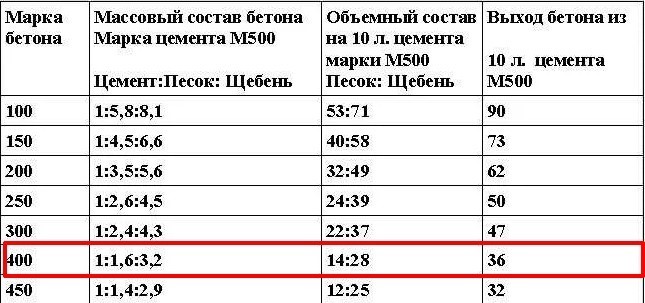 Марка бетона
Массовый состав бетона
Марка цемента М500
Цемент:Песок: Щебень
Объемный состав
на 10 л. цемента
марки М500
Песок: Щебень
Выход бетона из
10 л. цемента
М500
100 1:5,8:8,1 53:71 90
150 1:4,5:6,6 40:58 73
200 1:3,5:5,6 32:49 62
250 1:2,6:4,5 24:39 50
300 1:2,4:4,3 22:37 47
400 1:1,6:3,2 14:28 36
450 1:1,4:2,9 12:25 32